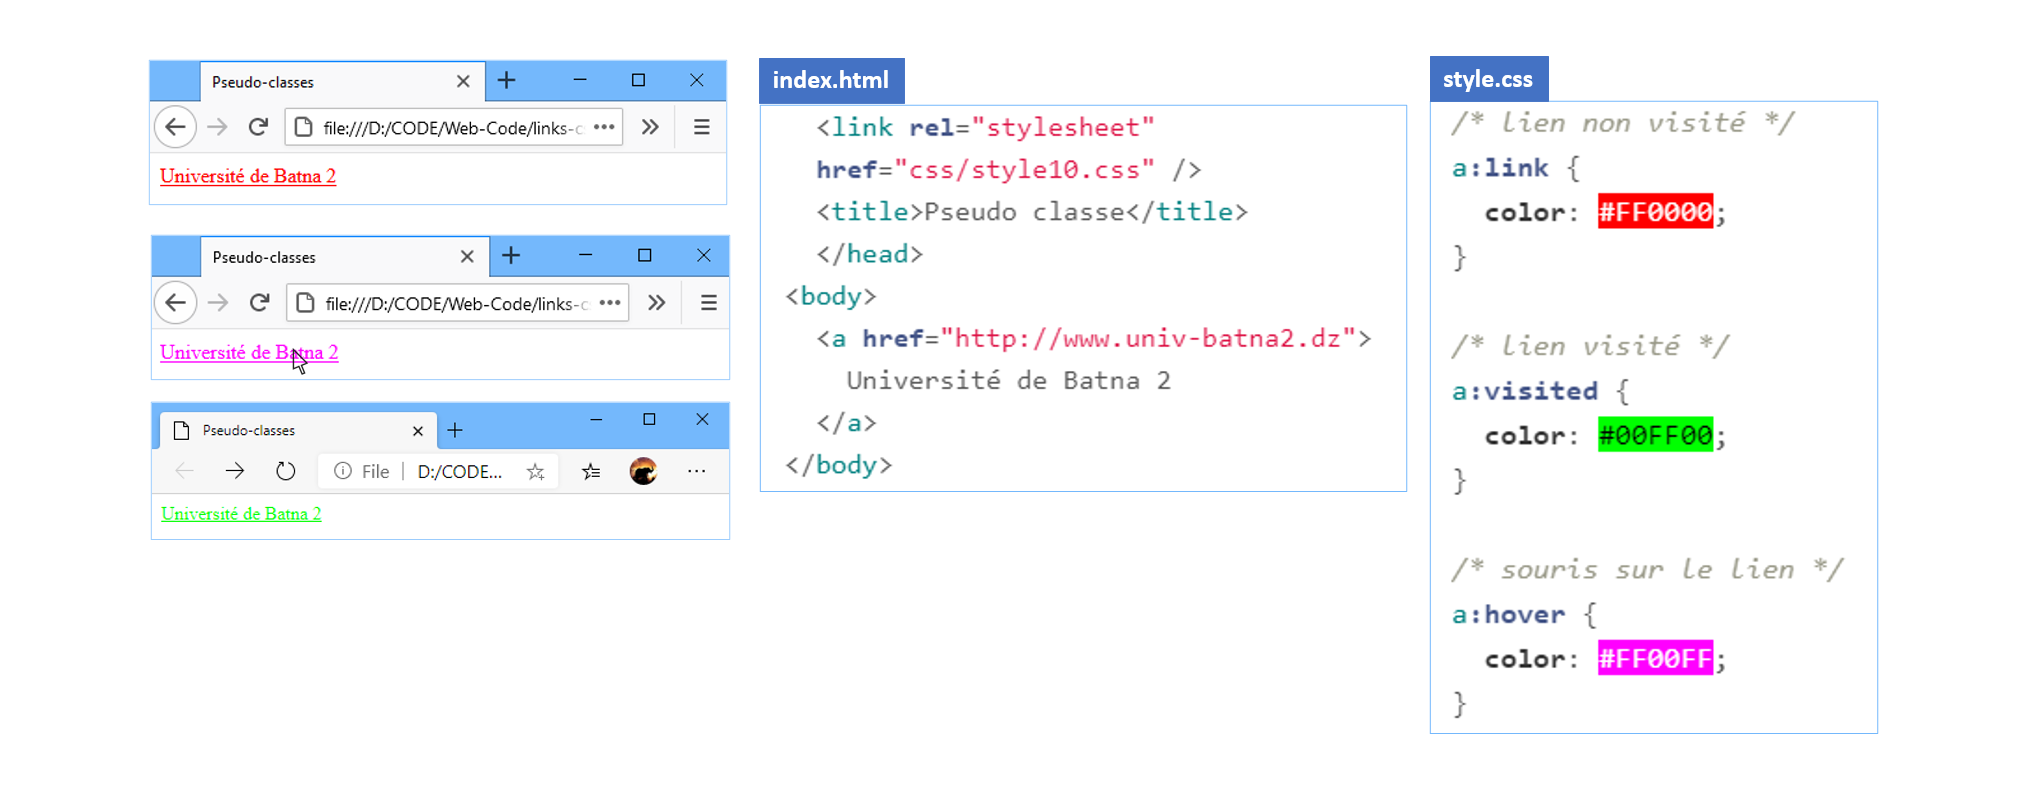 Pseudo-classes
file:///D:/CODE/Web-Code/links-c
Université de Batna 2
Pseudo-classes
file:///D:/CODE/Web-Code/links-c
Université de Batna 2
Pseudo-classes
File | D:/CODE...
Université de Batna 2
index.html
<link rel="stylesheet"
href="css/style10.css" />
<title>Pseudo classe</title>
</head>
<body>
<a href="http://www.univ-batna2.dz">
Université de Batna 2
</a>
</body>
style.css
/* lien non visité */
a:link {
color: #FF0000;
}
/* lien visité */
a:visited {
color: #00FF00;
}
/* souris sur le lien */
a:hover {
color: #FF00FF;
}